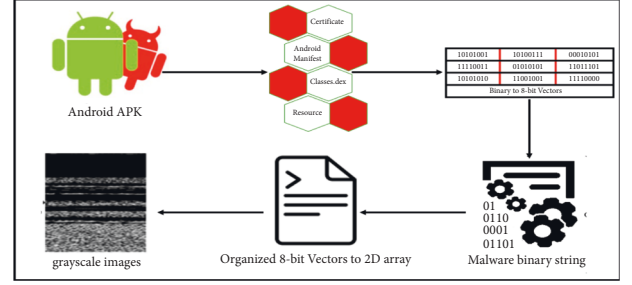 Android APK
Certificate
Android
Manifest
Classes.dex
Resource
10101001 10100111 00010101
11110011 01010101 11011101
10101010 11001001 11110000
Binary to 8-bit Vectors
01
0110
0001
01101
Malware binary string
Organized 8-bit Vectors to 2D array
grayscale images